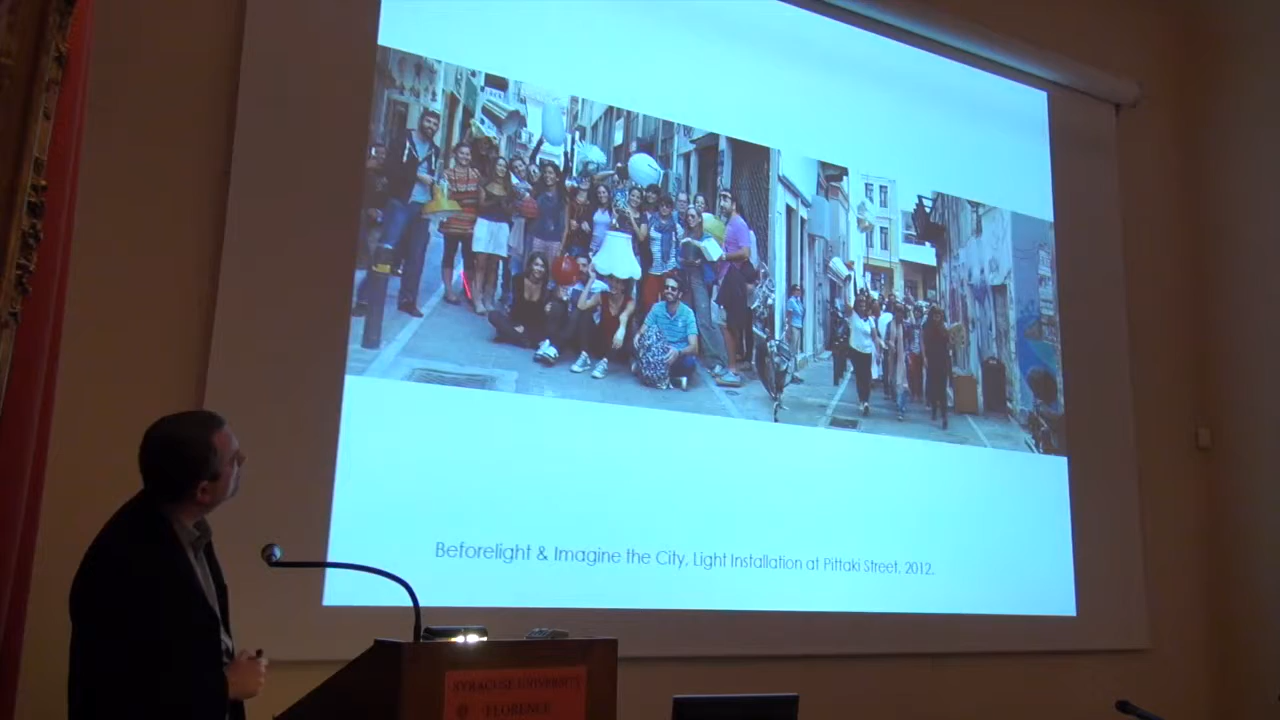 Beforelight & Imagine the City, Light Installation at Pittaki Street, 2012.
SYRACUSE UNIVERSITY
FLORENCE